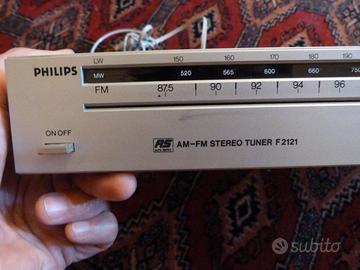 LW 150 160 170 180 190
PHILIPS
MW 520 565 600 660 750
FM 87.5 90 92 94 96
ON OFF
AS AM-FM STEREO TUNER F2121
subito